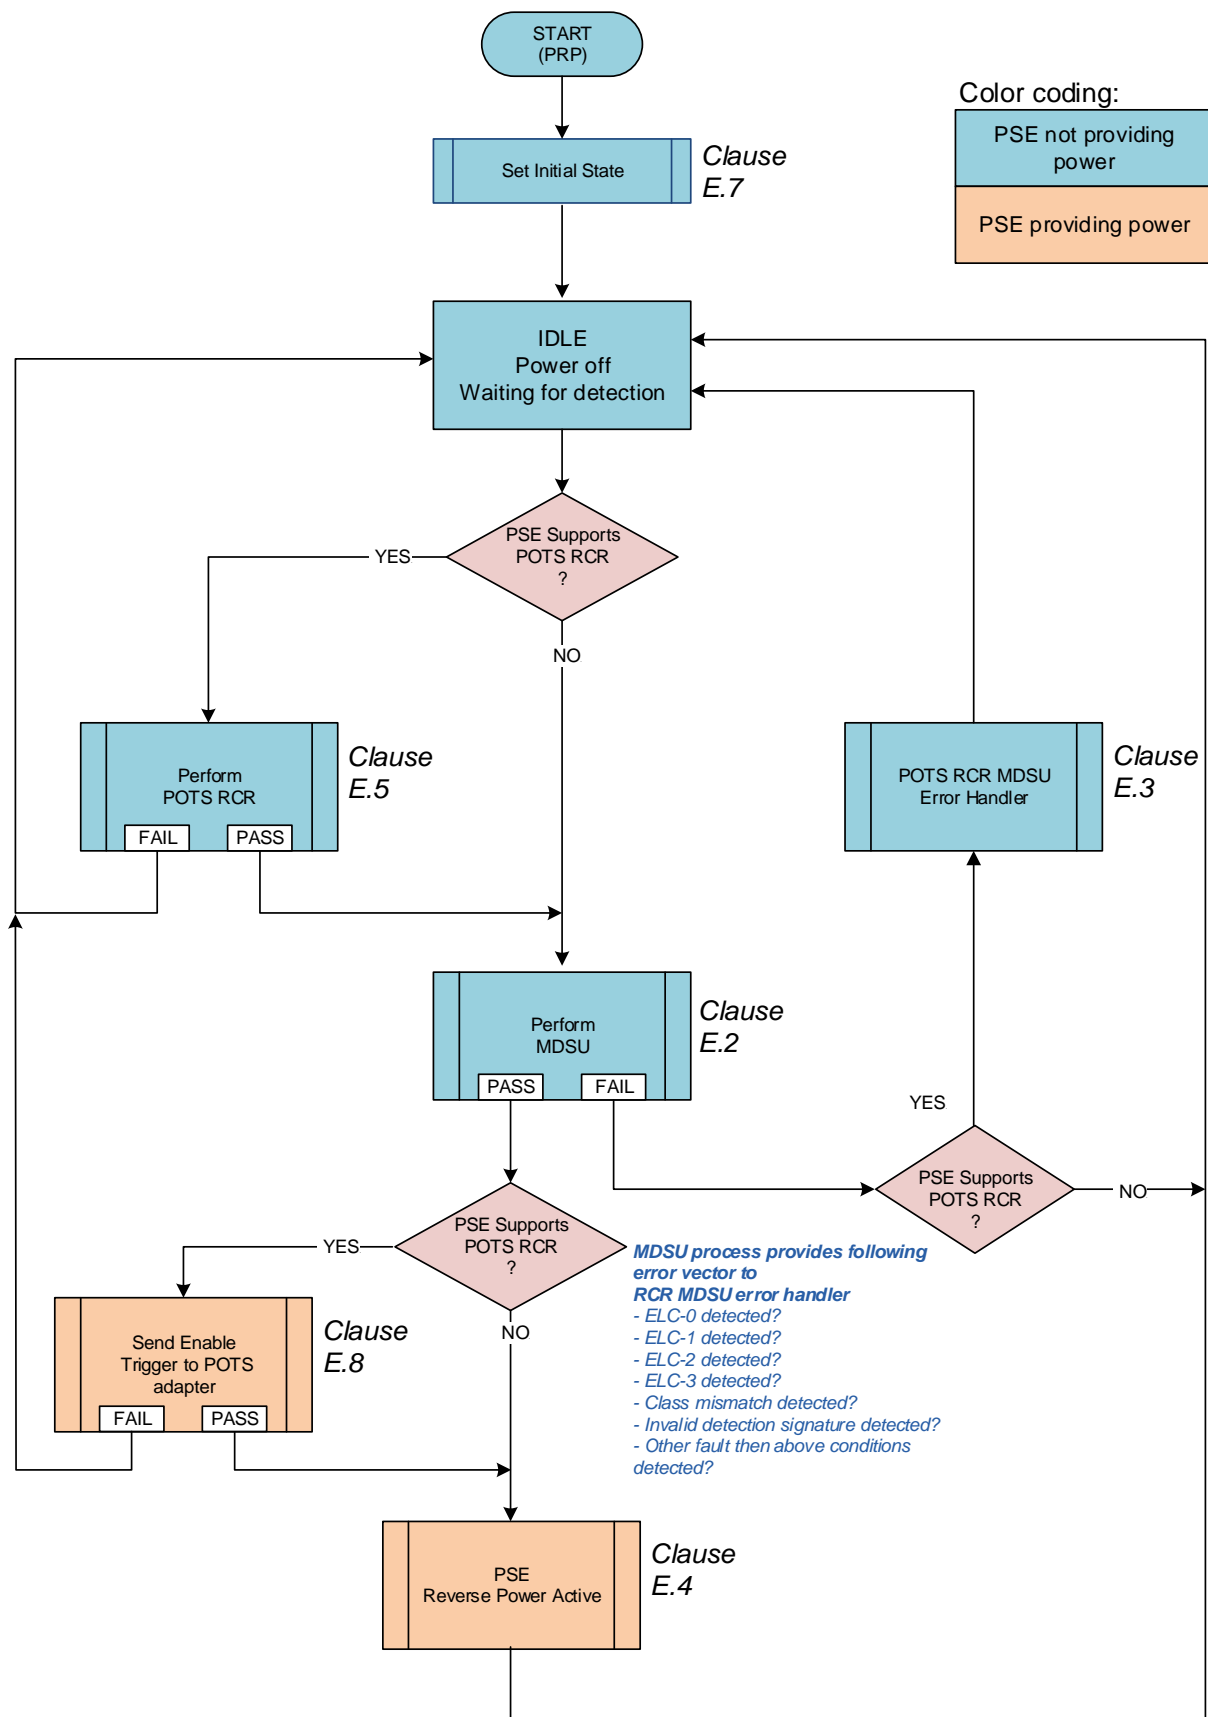 START
(PRP)
Color coding:
PSE not providing
power
PSE providing power
Set Initial State
Clause
E.7
IDLE
Power off
Waiting for detection
PSE Supports
POTS RCR
?
YES
NO
Perform
POTS RCR
FAIL
PASS
Clause
E.5
POTS RCR MDSU
Error Handler
Clause
E.3
Perform
MDSU
PASS
FAIL
Clause
E.2
YES
PSE Supports
POTS RCR
?
NO
PSE Supports
POTS RCR
?
YES
NO
MDSU process provides following
error vector to
RCR MDSU error handler
- ELC-0 detected?
- ELC-1 detected?
- ELC-2 detected?
- ELC-3 detected?
- Class mismatch detected?
- Invalid detection signature detected?
- Other fault then above conditions
detected?
Send Enable
Trigger to POTS
adapter
FAIL
PASS
Clause
E.8
PSE
Reverse Power Active
Clause
E.4